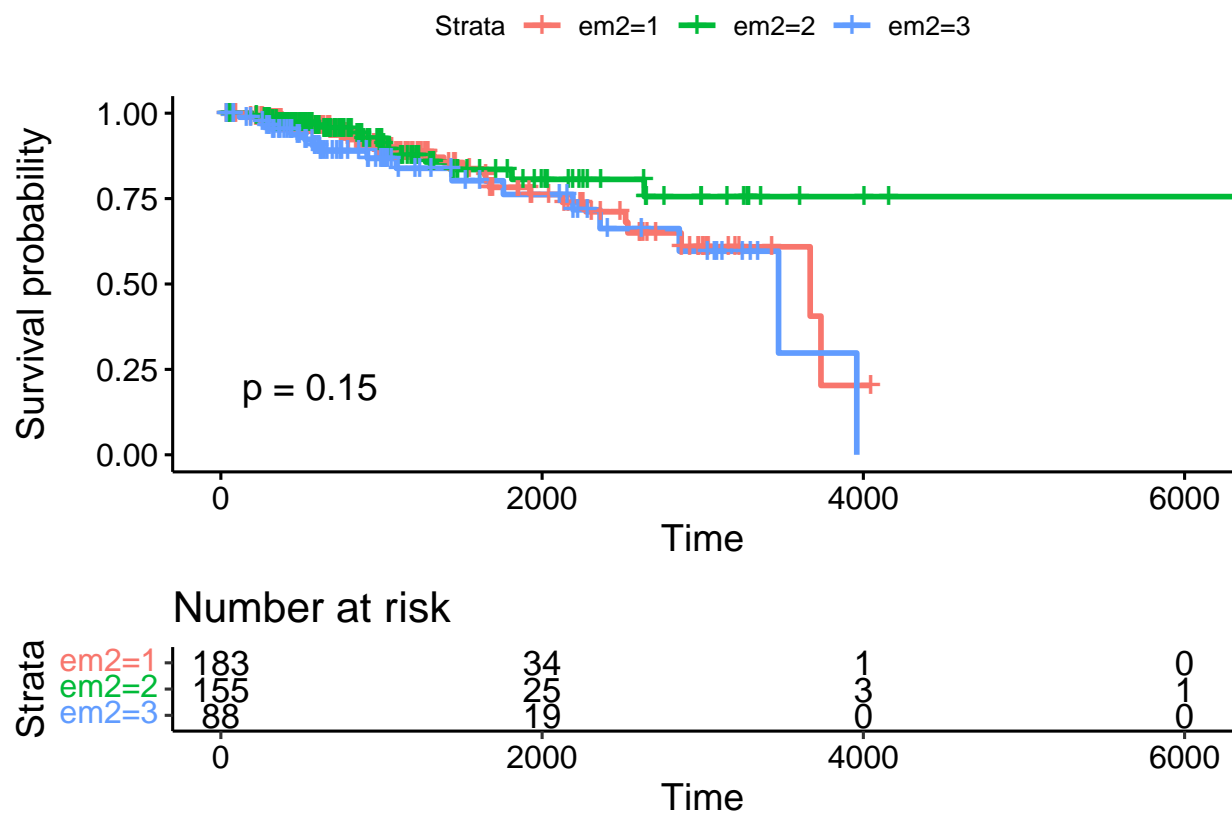 Strata em2=1 em2=2 em2=3
Survival probability
1.00
0.75
0.50
0.25
0.00
p = 0.15
0 2000 4000 6000
Time
Number at risk
Strata
em2=1 183 34 1 0
em2=2 155 25 3 1
em2=3 88 19 0 0
0 2000 4000 6000
Time